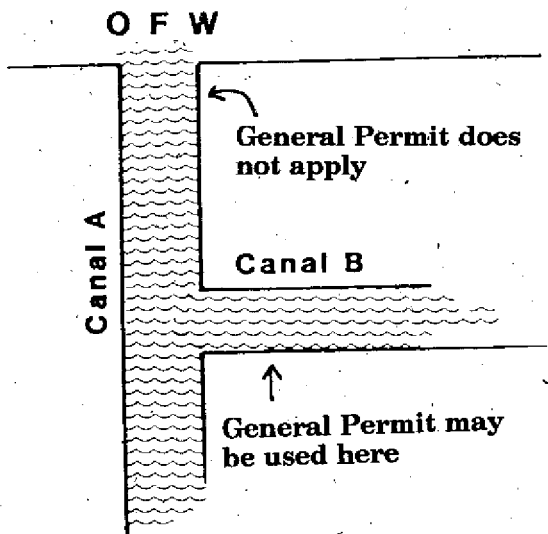 O F W
General Permit does
not apply
Canal A
Canal B
General Permit may
be used here